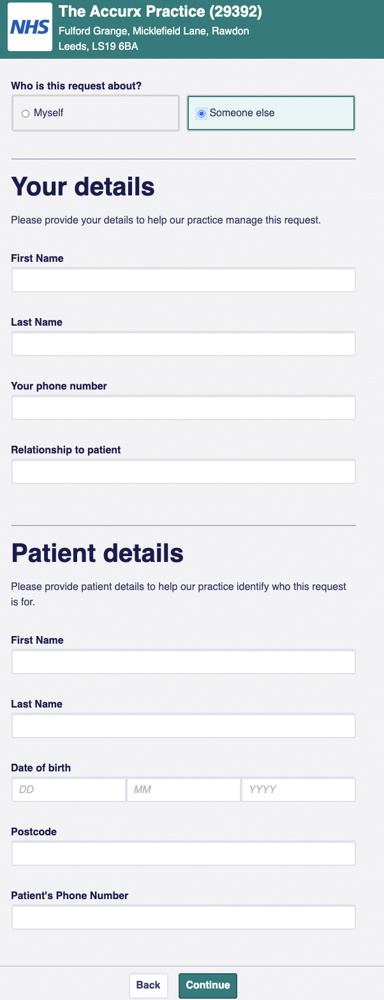 NHS
The Accurx Practice (29392)
Fulford Grange, Micklefield Lane, Rawdon
Leeds, LS19 6BA
Who is this request about?
Myself
Someone else
Your details
Please provide your details to help our practice manage this request.
First Name
Last Name
Your phone number
Relationship to patient
Patient details
Please provide patient details to help our practice identify who this request
is for.
First Name
Last Name
Date of birth
DD MM YYYY
Postcode
Patient's Phone Number
Back Continue